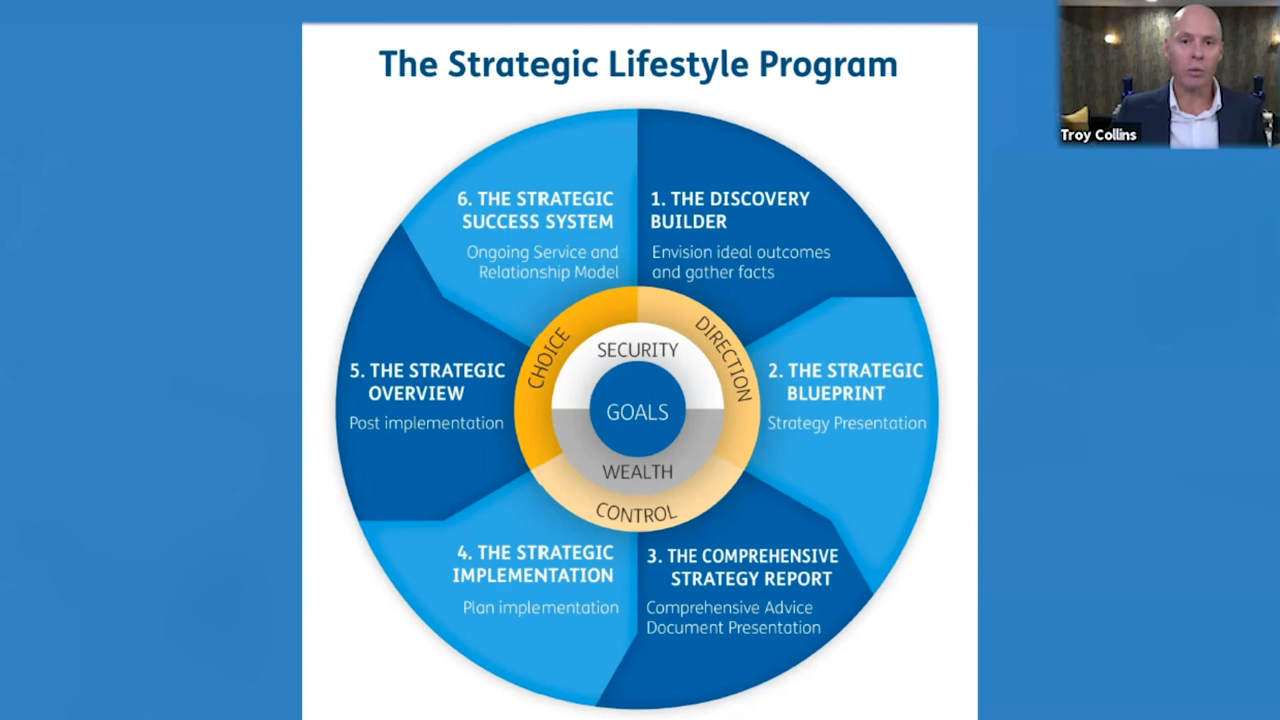 The Strategic Lifestyle Program
Troy Collins
6. THE STRATEGIC
SUCCESS SYSTEM
Ongoing Service and
Relationship Model
1. THE DISCOVERY
BUILDER
Envision ideal outcomes
and gather facts
CHOICE
DIRECTION
SECURITY
GOALS
WEALTH
CONTROL
5. THE STRATEGIC
OVERVIEW
Post implementation
2. THE STRATEGIC
BLUEPRINT
Strategy Presentation
4. THE STRATEGIC
IMPLEMENTATION
Plan implementation
3. THE COMPREHENSIVE
STRATEGY REPORT
Comprehensive Advice
Document Presentation